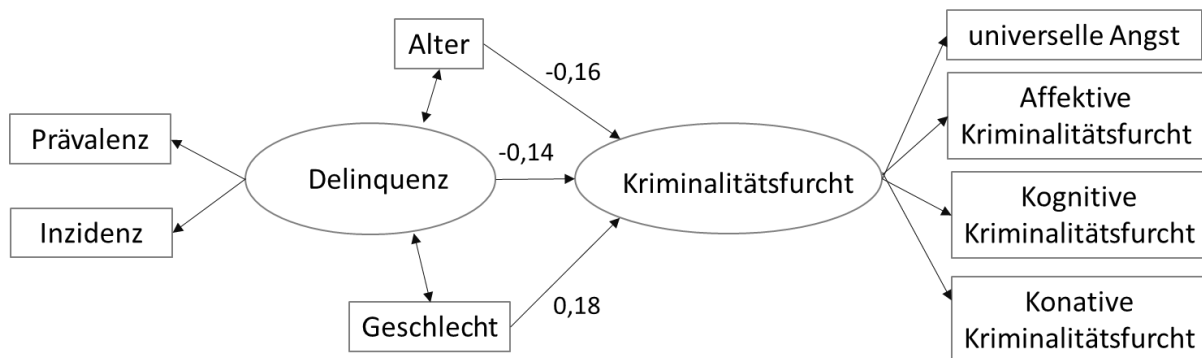 Alter
-0,16
Prävalenz
Inzidenz
Delinquenz
-0,14
Kriminalitätsfurcht
Geschlecht
0,18
universelle Angst
Affektive
Kriminalitätsfurcht
Kognitive
Kriminalitätsfurcht
Konative
Kriminalitätsfurcht